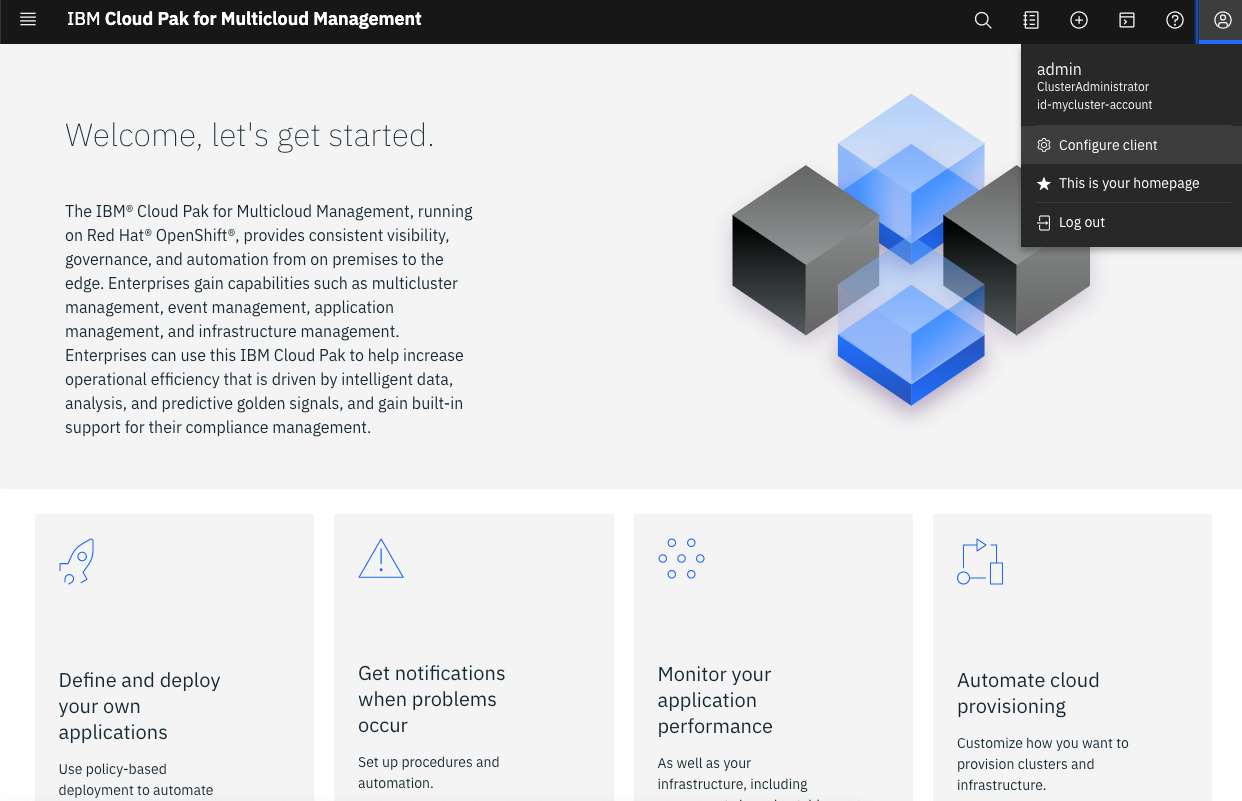 IBM Cloud Pak for Multicloud Management
admin
ClusterAdministrator
id-mycluster-account
Configure client
This is your homepage
Log out
Welcome, let's get started.
The IBM® Cloud Pak for Multicloud Management, running
on Red Hat® OpenShift®, provides consistent visibility,
governance, and automation from on premises to the
edge. Enterprises gain capabilities such as multicluster
management, event management, application
management, and infrastructure management.
Enterprises can use this IBM Cloud Pak to help increase
operational efficiency that is driven by intelligent data,
analysis, and predictive golden signals, and gain built-in
support for their compliance management.
Define and deploy
your own
applications
Use policy-based
deployment to automate
Get notifications
when problems
occur
Set up procedures and
automation.
Monitor your
application
performance
As well as your
infrastructure, including
Automate cloud
provisioning
Customize how you want to
provision clusters and
infrastructure.